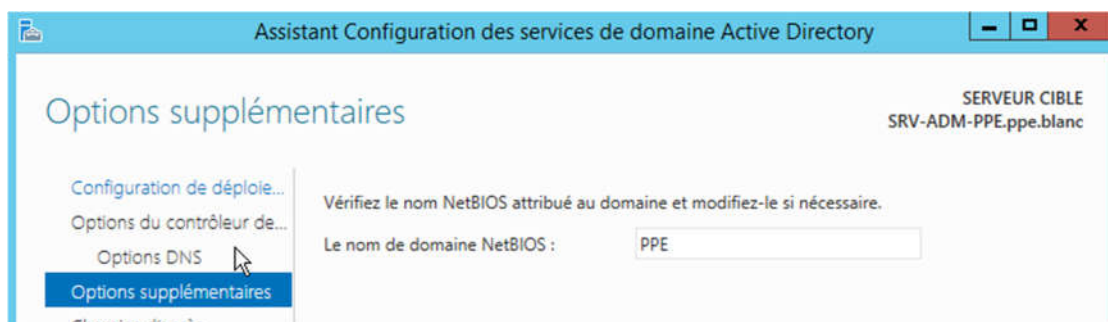 Assistant Configuration des services de domaine Active Directory
Options supplémentaires
SERVEUR CIBLE
SRV-ADM-PPE.ppe.blanc
Configuration de déploie...
Options du contrôleur de...
Options DNS
Options supplémentaires
Vérifiez le nom NetBIOS attribué au domaine et modifiez-le si nécessaire.
Le nom de domaine NetBIOS : PPE